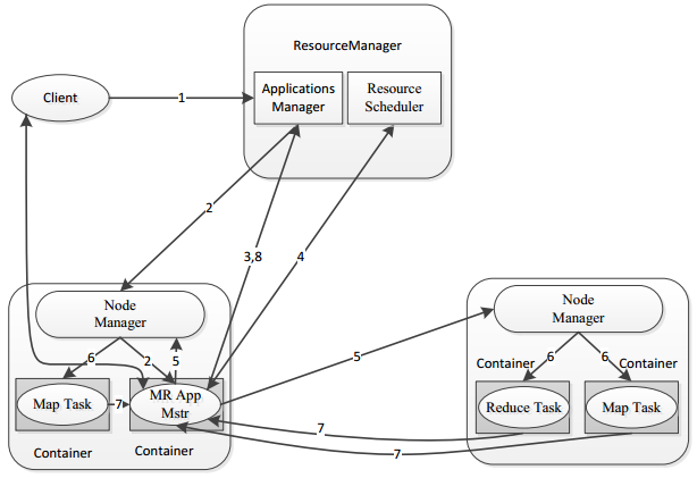 ResourceManager
Client
1
Applications
Manager
Resource
Scheduler
2
3,8
4
Node
Manager
6
2
5
Map Task
7
MR App
Mstr
Container
Container
5
Node
Manager
Container
6
6
Container
Reduce Task
Map Task
7
7